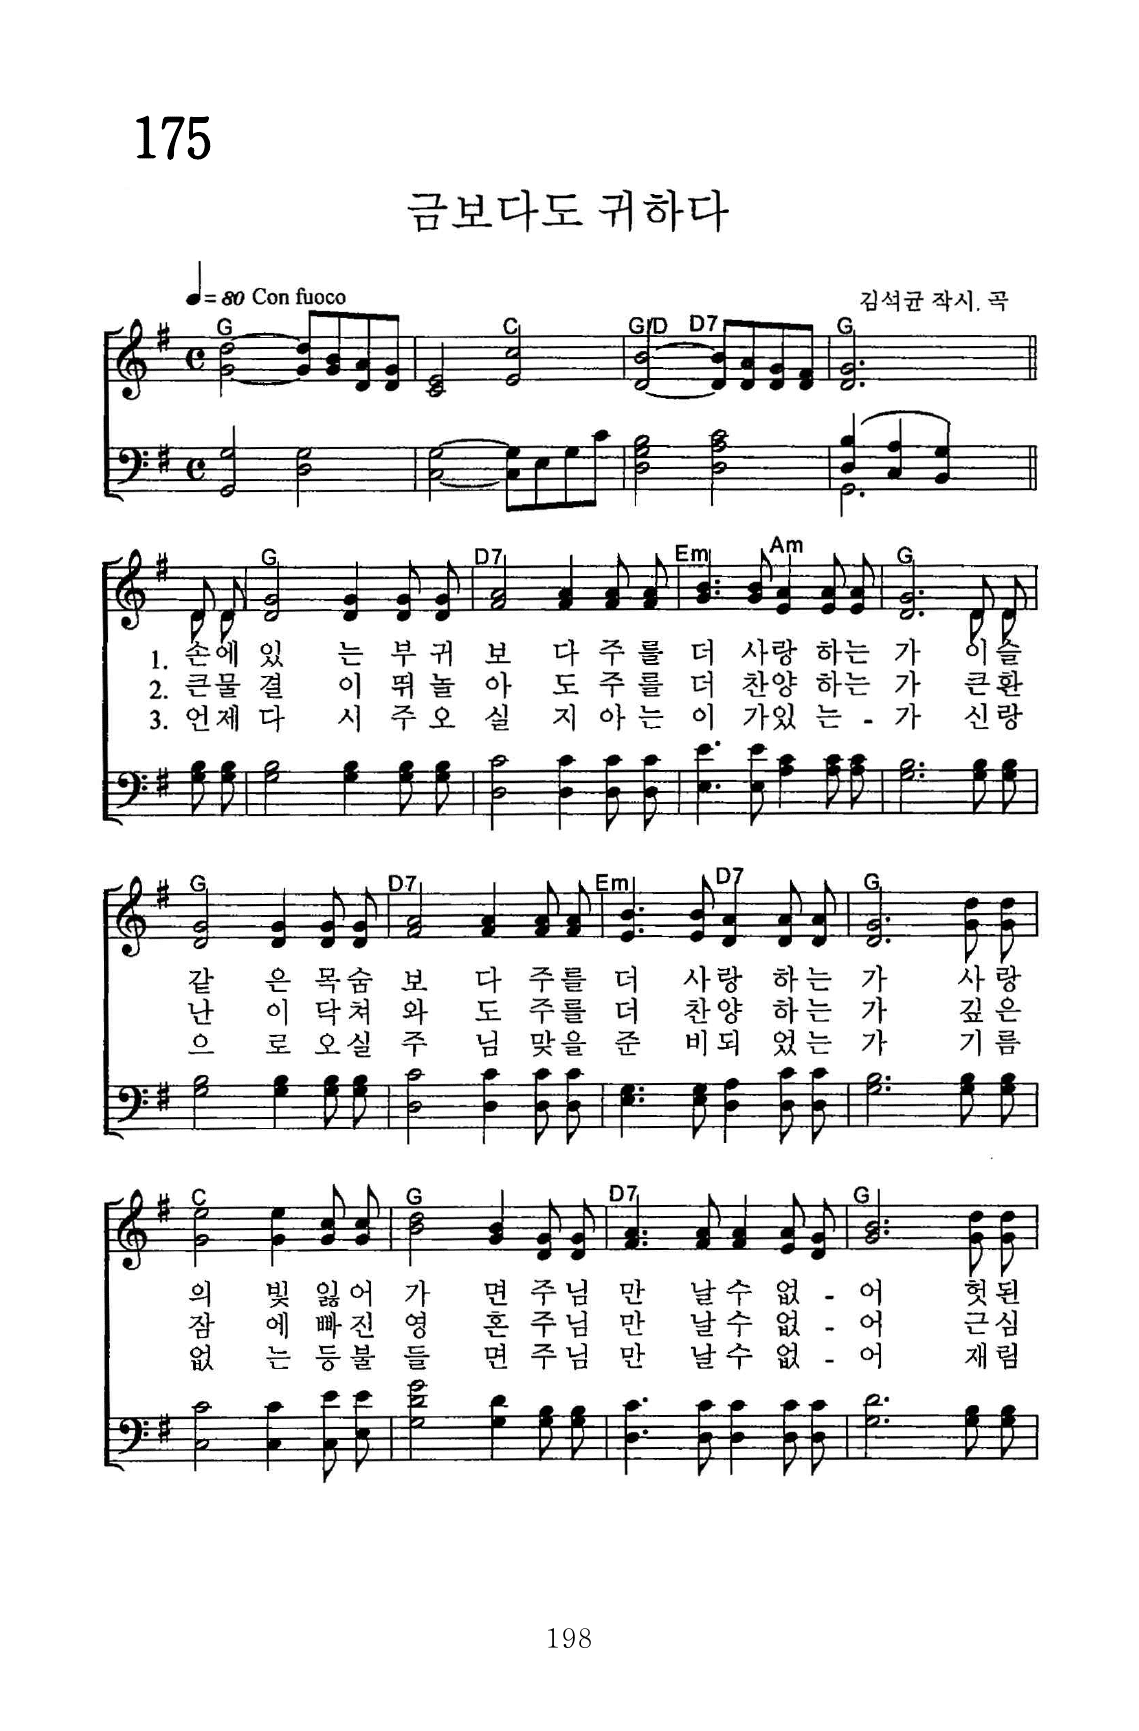 175
금보다도 귀하다
= 80 Con fuoco
김석균 작시. 곡
G C G/D D7 G
G D7 Em Am G
1. 손에 있 는 부 귀 보 다 주 를 더 사랑 하는 가 이슬
2. 큰물 결 이 뛰 놀 아 도 주 를 더 찬양 하는 가 큰환
3. 언제 다 시 주 오 실 지 아 는 이 가있 는 - 가 신랑
G D7 Em D7 G
같 은 목숨 보 다 주를 더 사랑 하는 가 사랑
난 이 닥쳐 와 도 주를 더 찬양 하는 가 깊은
으 로 오실 주 님 맞을 준 비되 었는 가 기름
C G D7 G
의 빛 잃어 가 면 주님 만 날수 없 - 어 헛된
잠 에 빠진 영 혼 주님 만 날수 없 - 어 근심
없 는 등불 들 면 주님 만 날수 없 - 어 재림
198